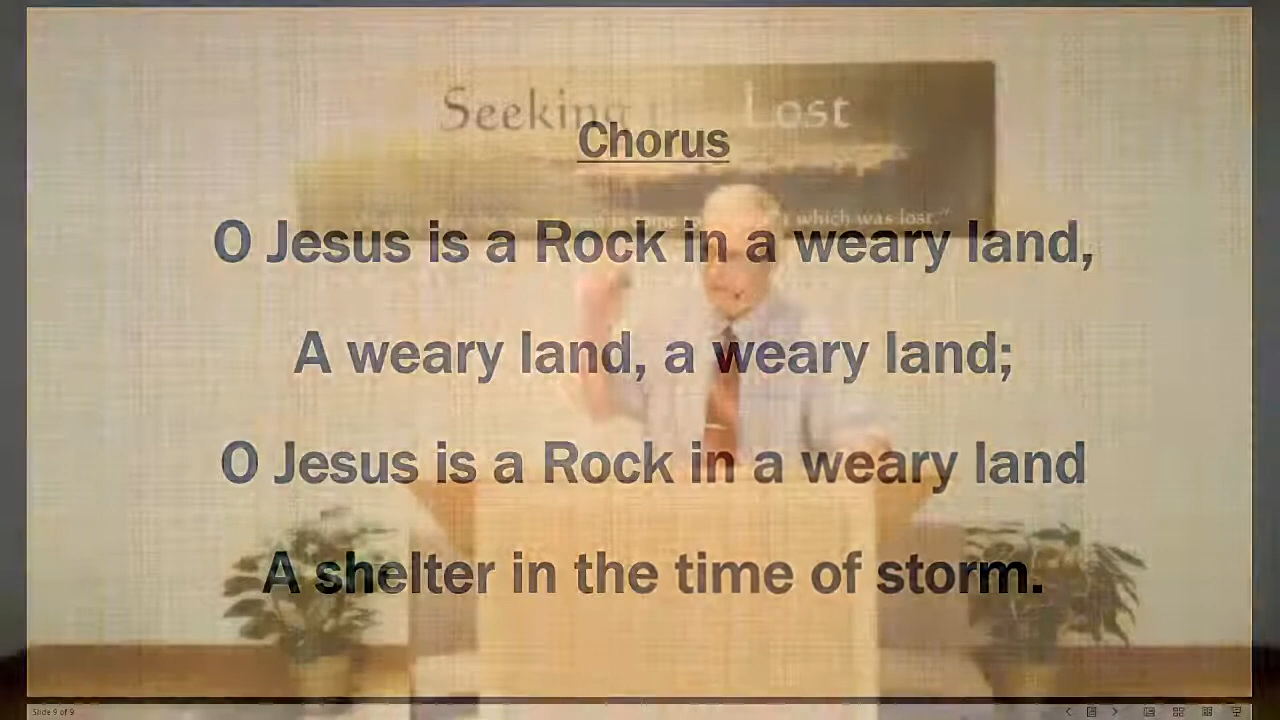 Seeking Lost
Chorus
which was lost."
O Jesus is a Rock in a weary land,
A weary land, a weary land;
O Jesus is a Rock in a weary land
A shelter in the time of storm.
Slide 9 of 9